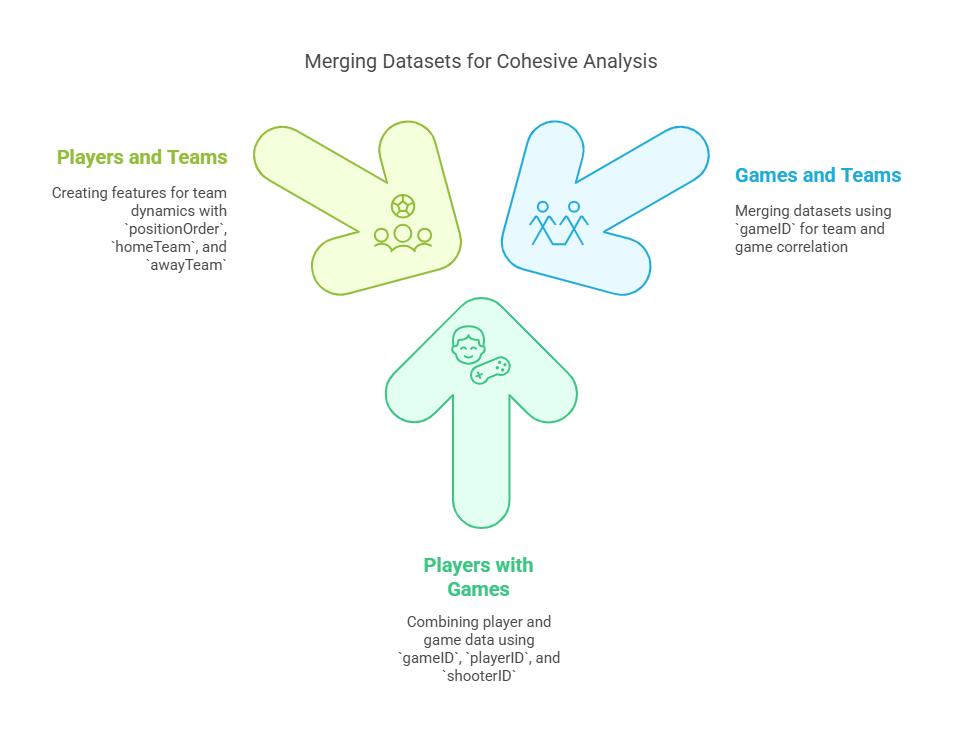 Merging Datasets for Cohesive Analysis
Players and Teams
Creating features for team
dynamics with
`positionOrder`,
`homeTeam`, and
`awayTeam`
Games and Teams
Merging datasets using
`gameID` for team and
game correlation
Players with
Games
Combining player and
game data using
`gameID`, `playerID`, and
`shooterID`